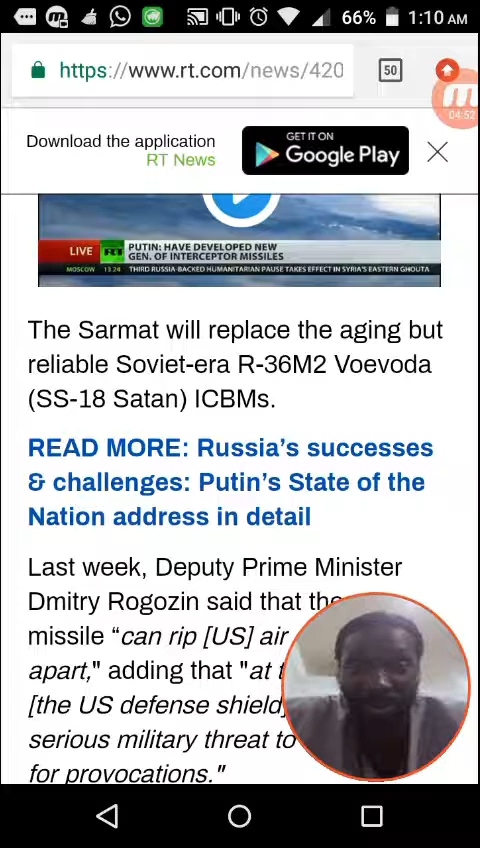 66% 1:10 AM
https://www.rt.com/news/420
50
04:52
Download the application
RT News
GET IT ON
Google Play
LIVE RT PUTIN: HAVE DEVELOPED NEW
GEN. OF INTERCEPTOR MISSILES
MOSCOW 13:24 THIRD RUSSIA-BACKED HUMANITARIAN PAUSE TAKES EFFECT IN SYRIA'S EASTERN GHOUTA
The Sarmat will replace the aging but
reliable Soviet-era R-36M2 Voevoda
(SS-18 Satan) ICBMs.
READ MORE: Russia's successes
& challenges: Putin's State of the
Nation address in detail
Last week, Deputy Prime Minister
Dmitry Rogozin said that the
missile “can rip [US] air
apart," adding that "at
[the US defense shield]
serious military threat to
for provocations."